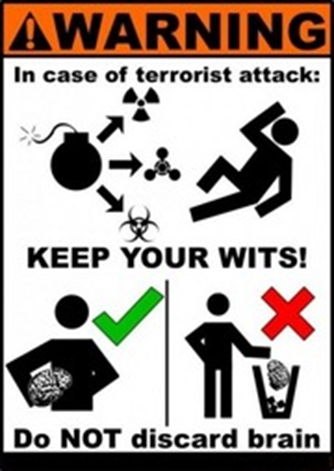 WARNING
In case of terrorist attack:
KEEP YOUR WITS!
Do NOT discard brain